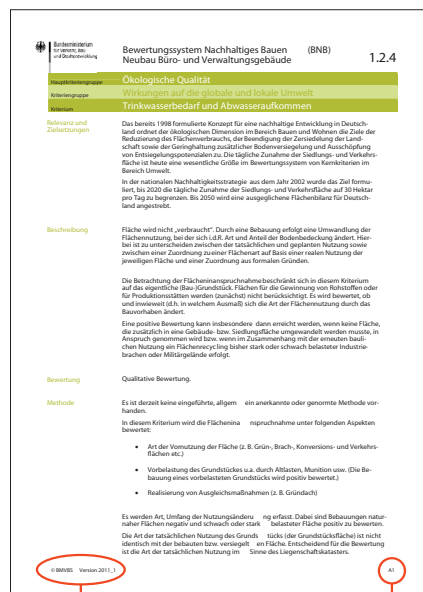 Bundesministerium
für Verkehr, Bau
und Stadtentwicklung
Bewertungssystem Nachhaltiges Bauen (BNB)
Neubau Büro- und Verwaltungsgebäude
1.2.4
Hauptkriteriengruppe Ökologische Qualität
Kriteriengruppe Wirkungen auf die globale und lokale Umwelt
Kriterium Trinkwasserbedarf und Abwasseraufkommen
Relevanz und
Zielsetzungen
Das bereits 1998 formulierte Konzept für eine nachhaltige Entwicklung in Deutsch-
land ordnet der ökologischen Dimension im Bereich Bauen und Wohnen die Ziele der
Reduzierung des Flächenverbrauchs, der Beendigung der Zersiedelung der Land-
schaft sowie der Geringhaltung zusätzlicher Bodenversiegelung und Ausschöpfung
von Entsiegelungspotenzialen zu. Die tägliche Zunahme der Siedlungs- und Verkehrs-
fläche ist heute eine wesentliche Größe im Bewertungssystem von Kernkriterien im
Bereich Umwelt.
In der nationalen Nachhaltigkeitsstrategie aus dem Jahr 2002 wurde das Ziel formu-
liert, bis 2020 die tägliche Zunahme der Siedlungs- und Verkehrsfläche auf 30 Hektar
pro Tag zu begrenzen. Bis 2050 wird eine ausgeglichene Flächenbilanz für Deutsch-
land angestrebt.
Beschreibung
Fläche wird nicht „verbraucht“. Durch eine Bebauung erfolgt eine Umwandlung der
Flächennutzung, bei der sich i.d.R. Art und Anteil der Bodenbedeckung ändert. Hier-
bei ist zu unterscheiden zwischen der tatsächlichen und geplanten Nutzung sowie
zwischen einer Zuordnung zu einer Flächenart auf Basis einer realen Nutzung der
jeweiligen Fläche und einer Zuordnung aus formalen Gründen.
Die Betrachtung der Flächeninanspruchnahme beschränkt sich in diesem Kriterium
auf das eigentliche (Bau-)Grundstück. Flächen für die Gewinnung von Rohstoffen oder
für Produktionsstätten werden (zunächst) nicht berücksichtigt. Es wird bewertet, ob
und inwieweit (d.h. in welchem Ausmaß) sich die Art der Flächennutzung durch das
Bauvorhaben ändert.
Eine positive Bewertung kann insbesondere dann erreicht werden, wenn keine Fläche,
die zusätzlich in eine Gebäude- bzw. Siedlungsfläche umgewandelt werden musste, in
Anspruch genommen wird bzw. wenn im Zusammenhang mit der erneuten bauli-
chen Nutzung ein Flächenrecycling bisher stark oder schwach belasteter Industrie-
brachen oder Militärgelände erfolgt.
Bewertung
Qualitative Bewertung.
Methode
Es ist derzeit keine eingeführte, allgem ein anerkannte oder genormte Methode vor-
handen.
In diesem Kriterium wird die Flächenina nspruchnahme unter folgenden Aspekten
bewertet:
• Art der Vornutzung der Fläche (z. B. Grün-, Brach-, Konversions- und Verkehrs-
flächen etc.)
• Vorbelastung des Grundstückes u.a. durch Altlasten, Munition usw. (Die Be-
bauung eines vorbelasteten Grundstücks wird positiv bewertet.)
• Realisierung von Ausgleichsmaßnahmen (z. B. Gründach)
Es werden Art, Umfang der Nutzungsänderu ng erfasst. Dabei sind Bebauungen natur-
naher Flächen negativ und schwach oder stark belasteter Fläche positiv zu bewerten.
Die Art der tatsächlichen Nutzung des Grunds tücks (der Grundstücksfläche) ist nicht
identisch mit der bebauten bzw. versiegelt en Fläche. Entscheidend für die Bewertung
ist die Art der tatsächlichen Nutzung im Sinne des Liegenschaftskatasters.
© BMVBS Version 2011_1
A1